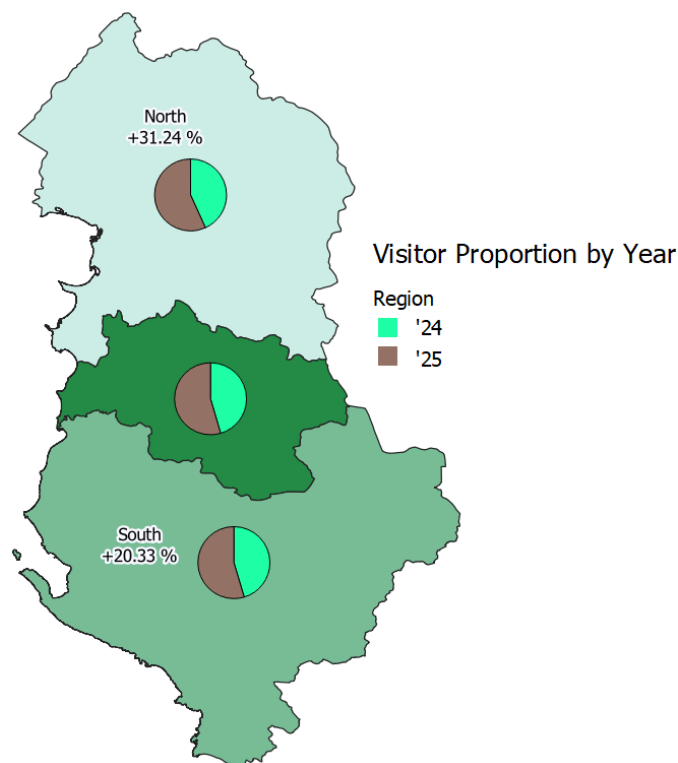 North
+31.24 %
Visitor Proportion by Year
Region
'24
'25
South
+20.33 %